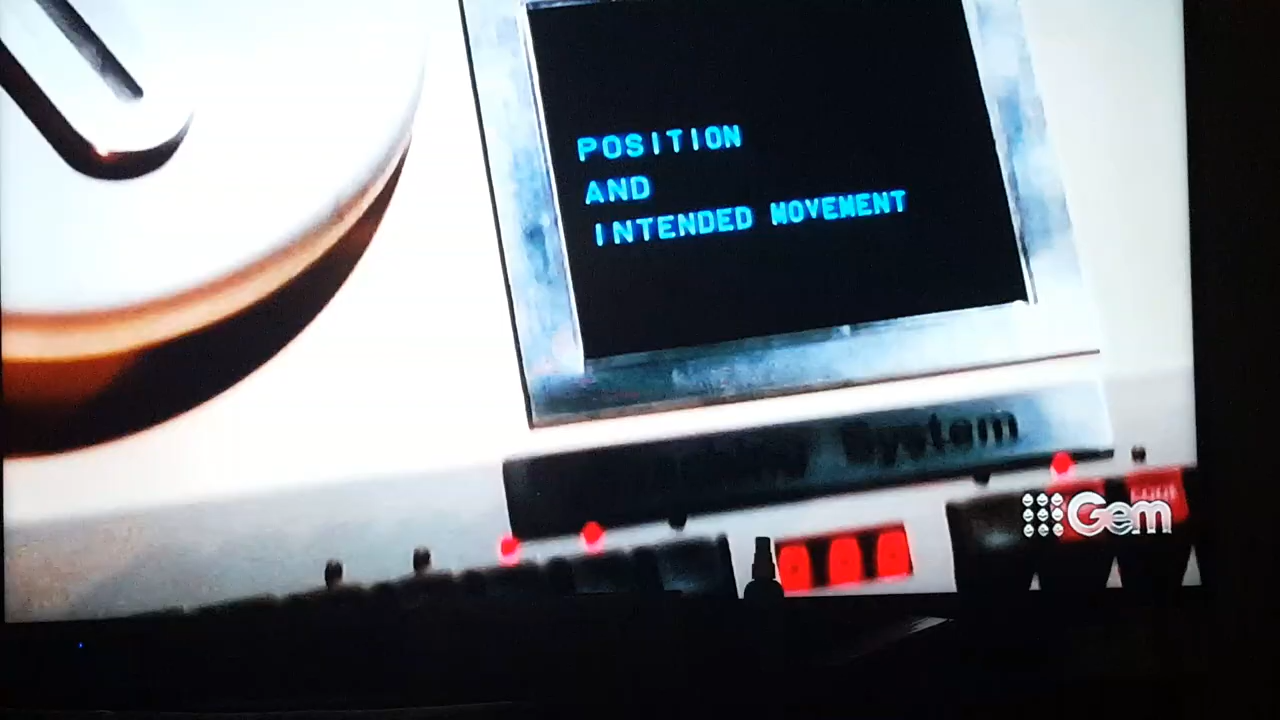 POSITION
AND
INTENDED MOVEMENT
System
Gem